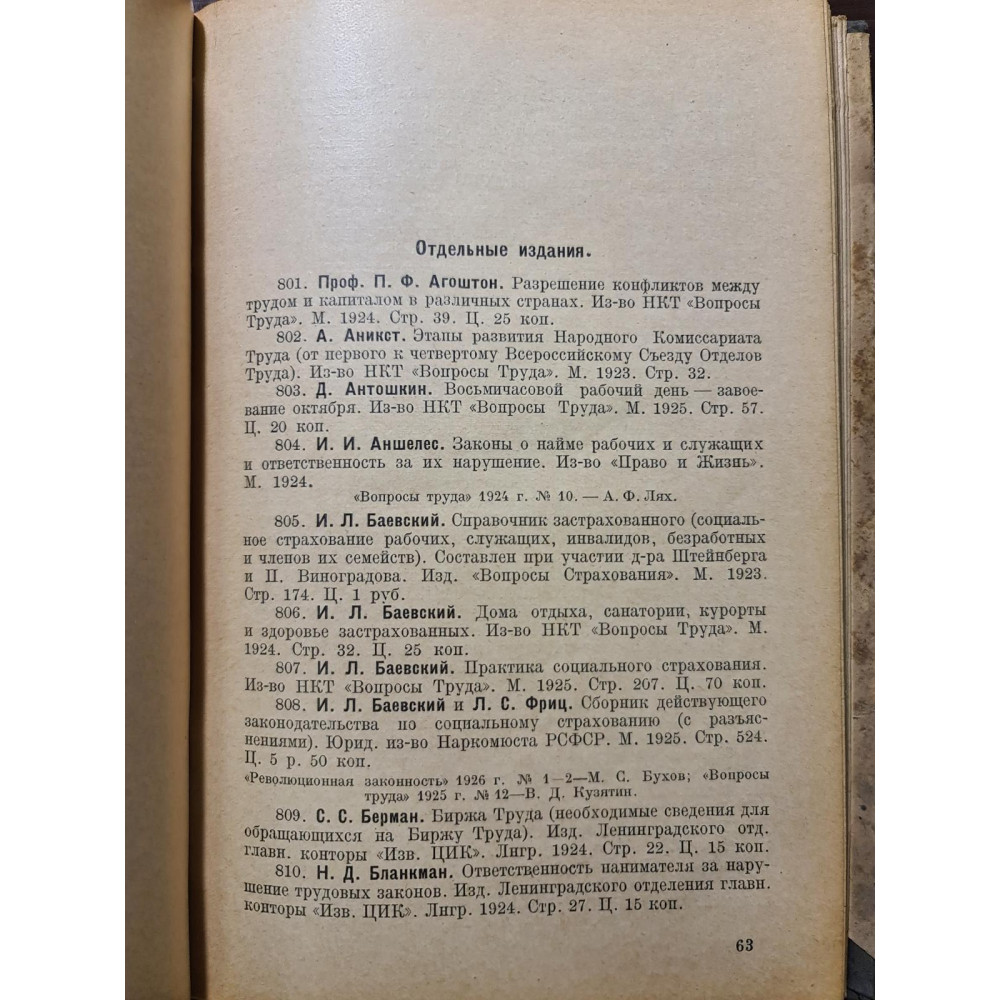 Отдельные издания.
801. Проф. П. Ф. Агоштон. Разрешение конфликтов между
трудом и капиталом в различных странах. Из-во НКТ «Вопросы
Труда». М. 1924. Стр. 39. Ц. 25 коп.
802. А. Аникст. Этапы развития Народного Комиссариата
Труда (от первого к четвертому Всероссийскому Съезду Отделов
Труда). Из-во НКТ «Вопросы Труда». М. 1923. Стр. 32.
803. Д. Антошкин. Восьмичасовой рабочий день — завое-
вание октября. Из-во НКТ «Вопросы Труда». М. 1925. Стр. 57.
Ц. 20 коп.
804. И. И. Аншелес. Законы о найме рабочих и служащих
и ответственность за их нарушение. Из-во «Право и Жизнь».
М. 1924.
«Вопросы труда» 1924 г. № 10. — А. Ф. Лях.
805. И. Л. Баевский. Справочник застрахованного (социаль-
ное страхование рабочих, служащих, инвалидов, безработных
и членов их семейств). Составлен при участии д-ра Штейнберга
и П. Виноградова. Изд. «Вопросы Страхования». М. 1923.
Стр. 174. Ц. 1 руб.
806. И. Л. Баевский. Дома отдыха, санатории, курорты
и здоровье застрахованных. Из-во НКТ «Вопросы Труда». М.
1924. Стр. 32. Ц. 25 коп.
807. И. Л. Баевский. Практика социального страхования.
Из-во НКТ «Вопросы Труда». М. 1925. Стр. 207. Ц. 70 коп.
808. И. Л. Баевский и Л. С. Фриц. Сборник действующего
законодательства по социальному страхованию (с разъяс-
нениями). Юрид. из-во Наркомюста РСФСР. М. 1925. Стр. 524.
Ц. 5 р. 50 коп.
«Революционная законность» 1926 г. № 1—2—М. С. Бухов; «Вопросы
труда» 1925 г. № 12—В. Д. Кузятин.
809. С. С. Берман. Биржа Труда (необходимые сведения для
обращающихся на Биржу Труда). Изд. Ленинградского отд.
главн. конторы «Изв. ЦИК». Лнгр. 1924. Стр. 22. Ц. 15 коп.
810. Н. Д. Бланкман. Ответственность нанимателя за нару-
шение трудовых законов. Изд. Ленинградского отделения главн.
конторы «Изв. ЦИК». Лнгр. 1924. Стр. 27. Ц. 15 коп.
63